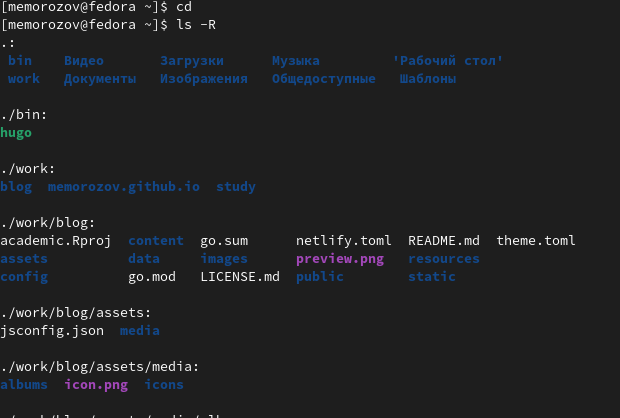 [memorozov@fedora ~]$ cd
[memorozov@fedora ~]$ ls -R
.:
bin Видео Загрузки Музыка 'Рабочий стол'
work Документы Изображения Общедоступные Шаблоны
./bin:
hugo
./work:
blog memorozov.github.io study
./work/blog:
academic.Rproj content go.sum netlify.toml README.md theme.toml
assets data images preview.png resources
config go.mod LICENSE.md public static
./work/blog/assets:
jsconfig.json media
./work/blog/assets/media:
albums icon.png icons